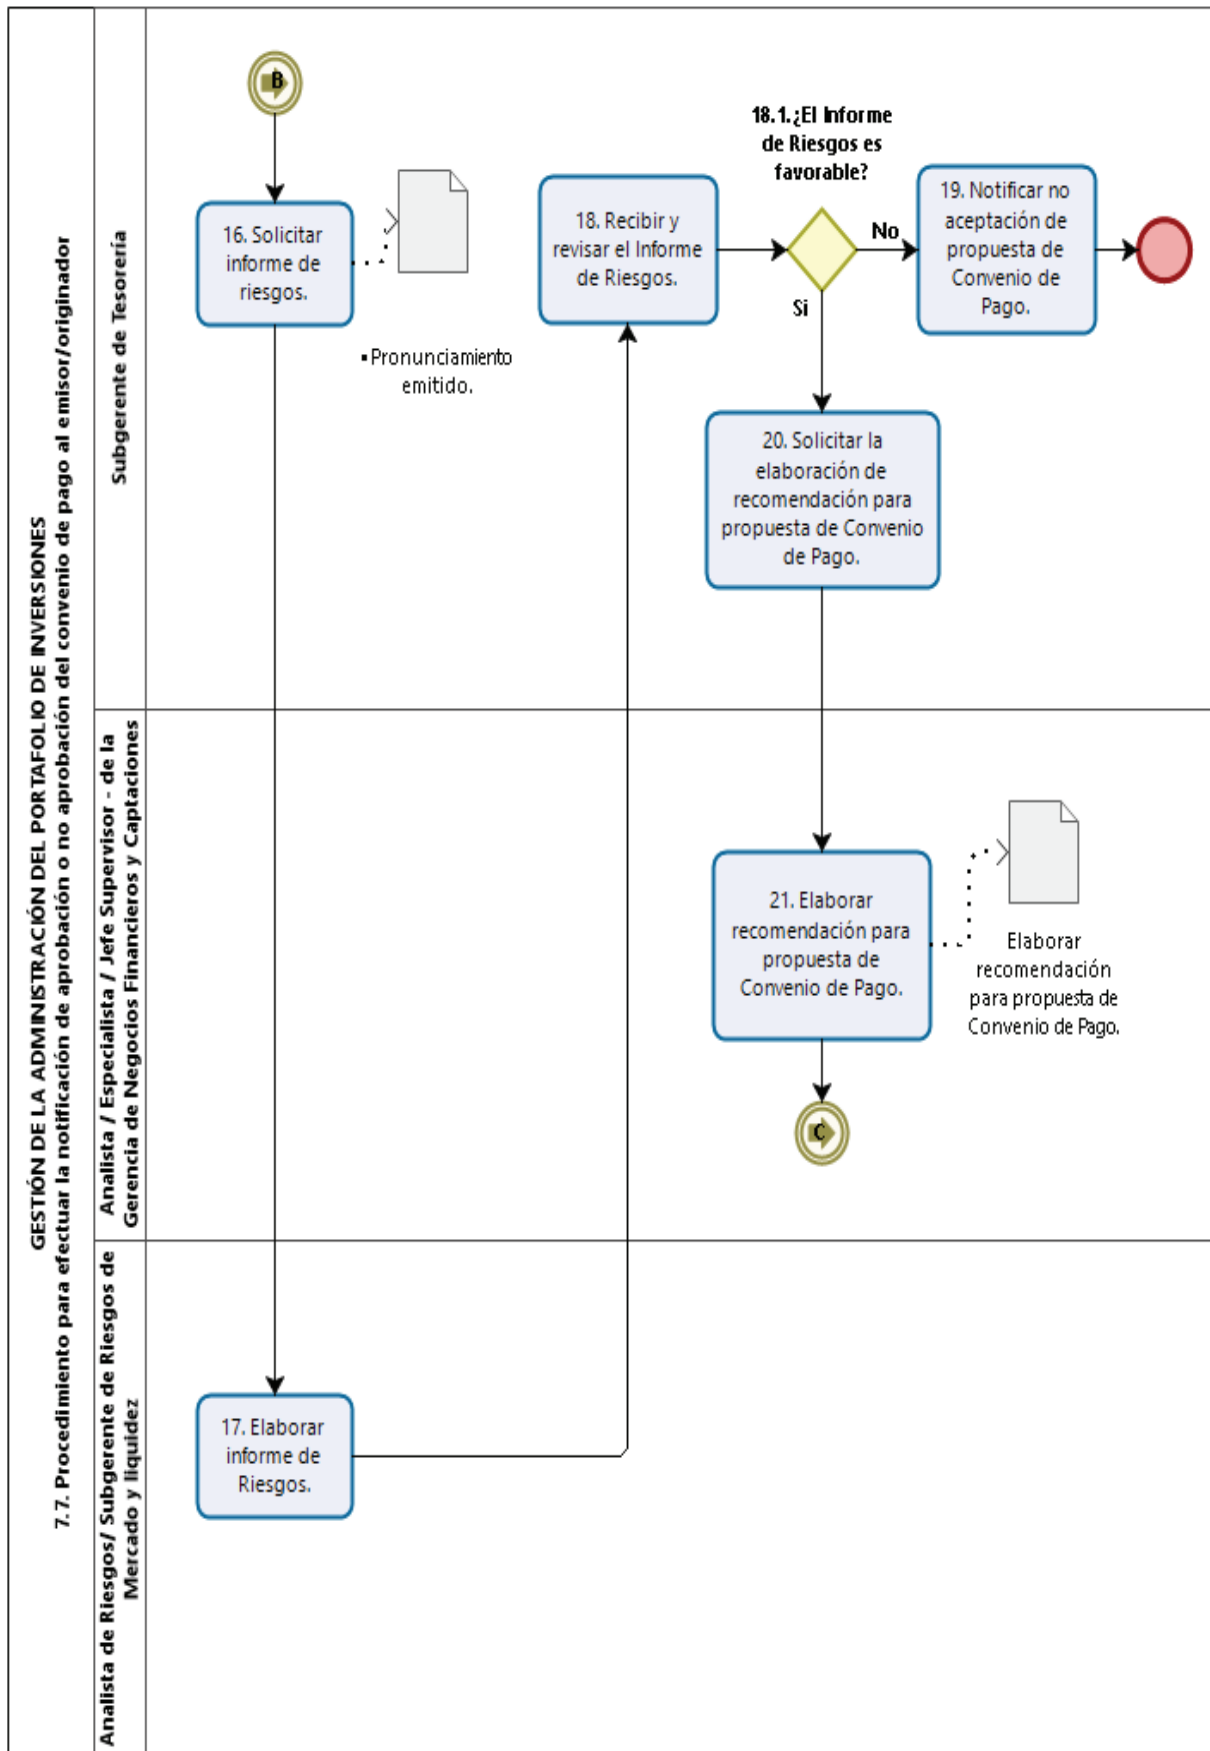 GESTIÓN DE LA ADMINISTRACIÓN DEL PORTAFOLIO DE INVERSIONES
7.7. Procedimiento para efectuar la notificación de aprobación o no aprobación del convenio de pago al emisor/originador
Subgerente de Tesorería
B
16. Solicitar
informe de
riesgos.
▪ Pronunciamiento
emitido.
18. Recibir y
revisar el Informe
de Riesgos.
18.1.¿El Informe
de Riesgos es
favorable?
No
Si
19. Notificar no
aceptación de
propuesta de
Convenio de
Pago.
20. Solicitar la
elaboración de
recomendación para
propuesta de Convenio
de Pago.
Analista / Especialista / Jefe Supervisor - de la
Gerencia de Negocios Financieros y Captaciones
21. Elaborar
recomendación para
propuesta de
Convenio de Pago.
Elaborar
recomendación
para propuesta de
Convenio de Pago.
C
Analista de Riesgos/ Subgerente de Riesgos de
Mercado y liquidez
17. Elaborar
informe de
Riesgos.